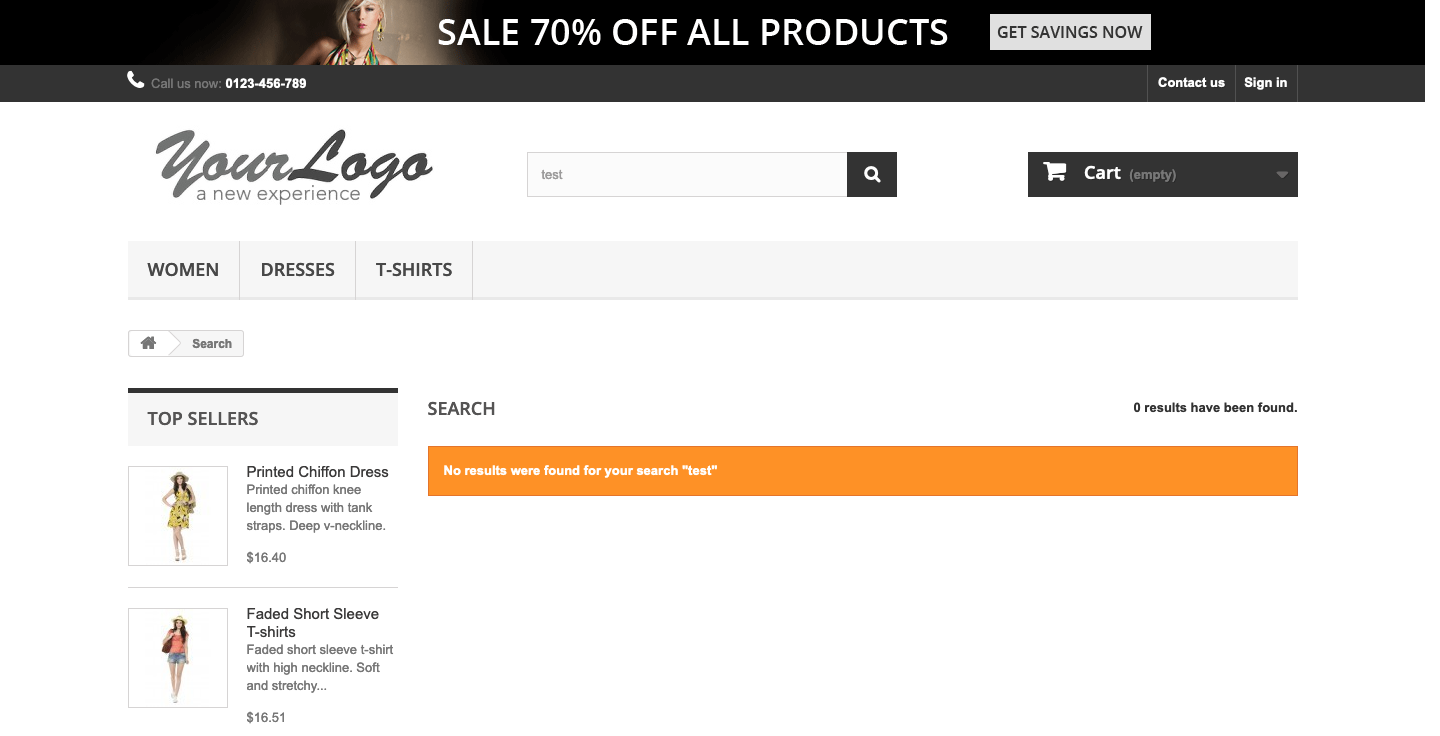 SALE 70% OFF ALL PRODUCTS
GET SAVINGS NOW
Call us now: 0123-456-789
Contact us
Sign in
YourLogo
a new experience
test
Cart (empty)
WOMEN
DRESSES
T-SHIRTS
Search
TOP SELLERS
Printed Chiffon Dress
Printed chiffon knee
length dress with tank
straps. Deep v-neckline.
$16.40
Faded Short Sleeve
T-shirts
Faded short sleeve t-shirt
with high neckline. Soft
and stretchy...
$16.51
SEARCH
0 results have been found.
No results were found for your search "test"